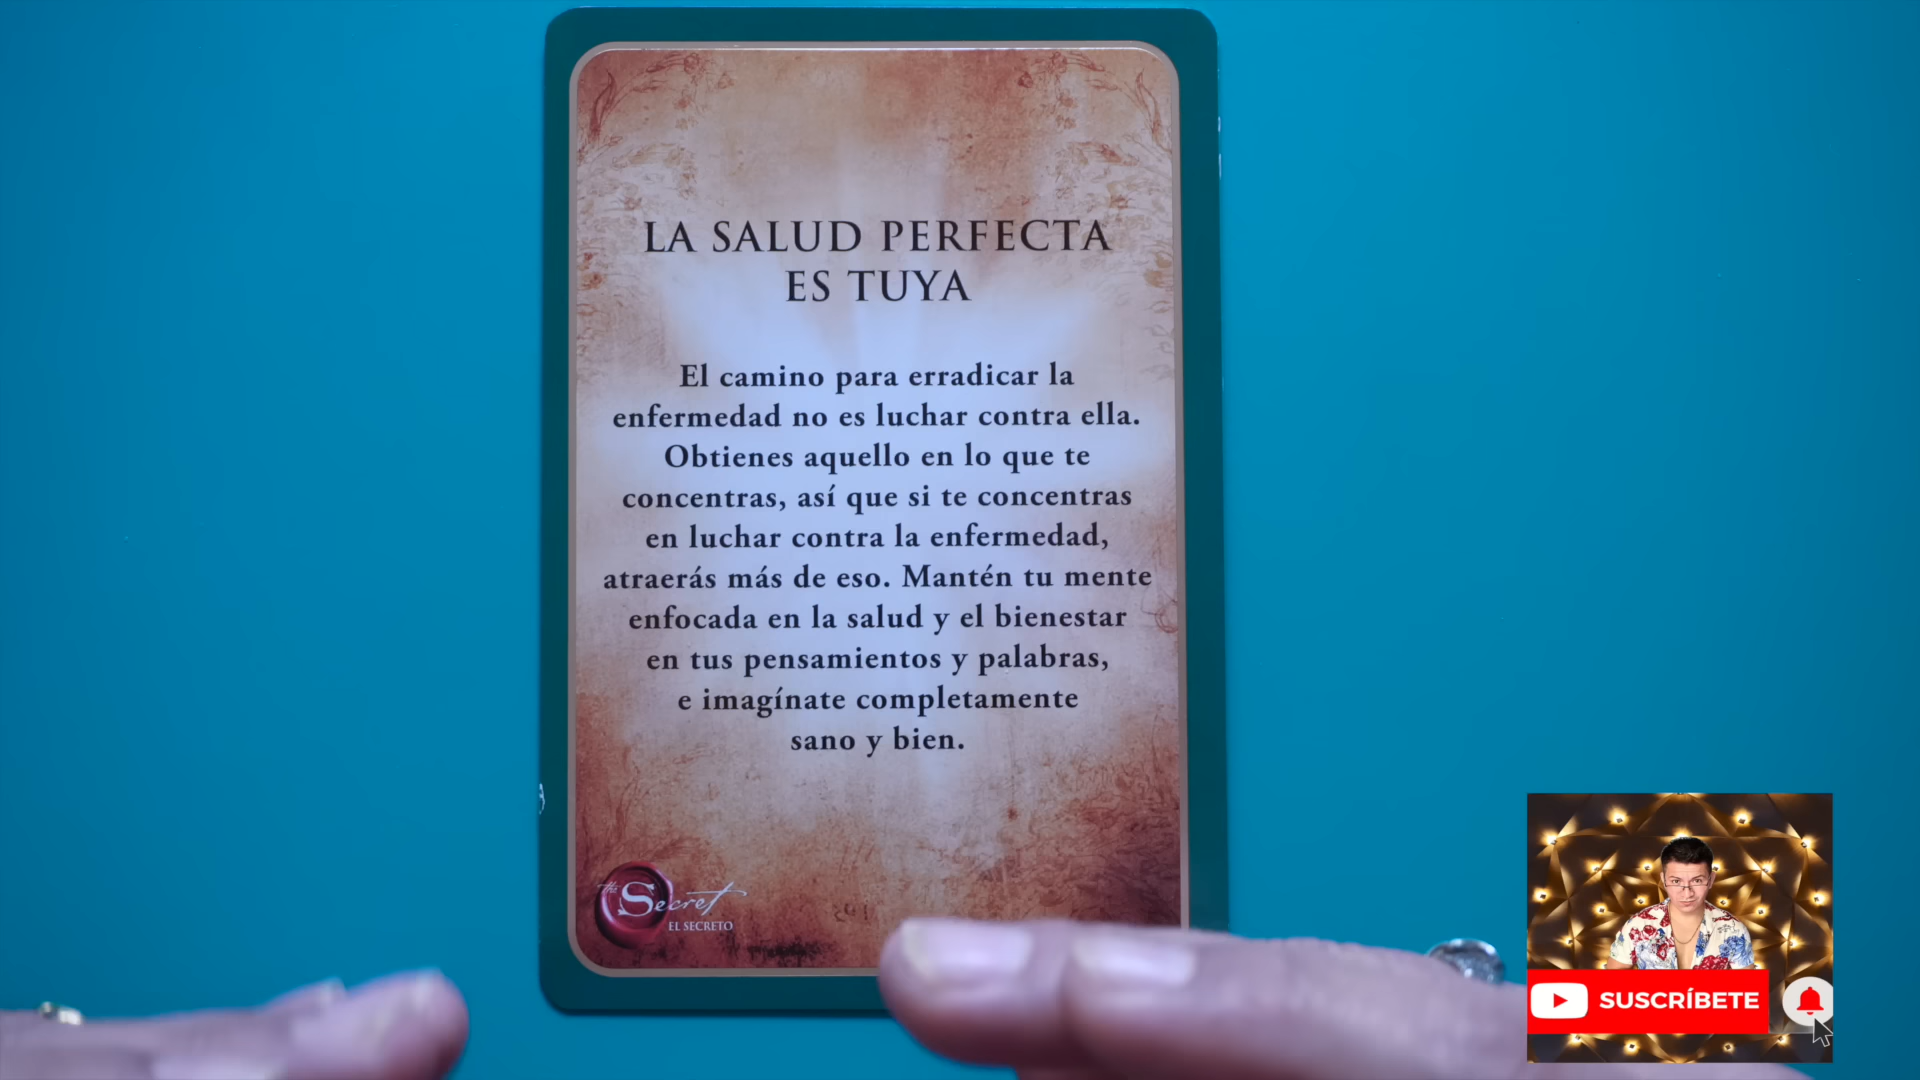 LA SALUD PERFECTA
ES TUYA
El camino para erradicar la
enfermedad no es luchar contra ella.
Obtienes aquello en lo que te
concentras, así que si te concentras
en luchar contra la enfermedad,
atraerás más de eso. Mantén tu mente
enfocada en la salud y el bienestar
en tus pensamientos y palabras,
e imagínate completamente
sano y bien.
the Secret
EL SECRETO
SUSCRÍBETE